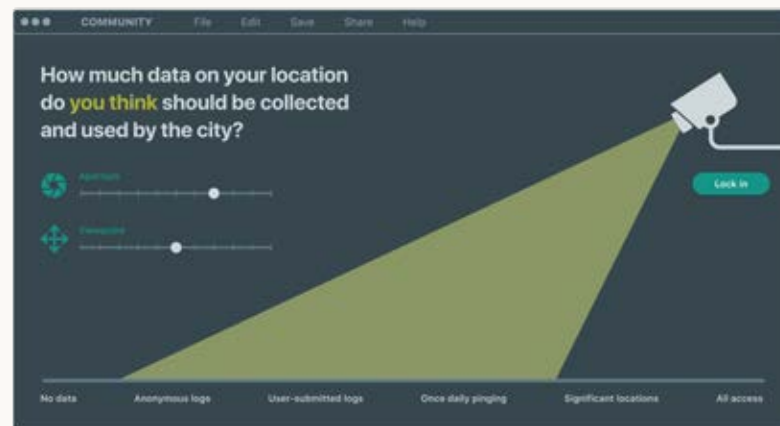 COMMUNITY File Edit Save Share Help
How much data on your location
do you think should be collected
and used by the city?
Aperture
Viewpoint
Lock in
No data Anonymous logs User-submitted logs Once daily pinging Significant locations All access